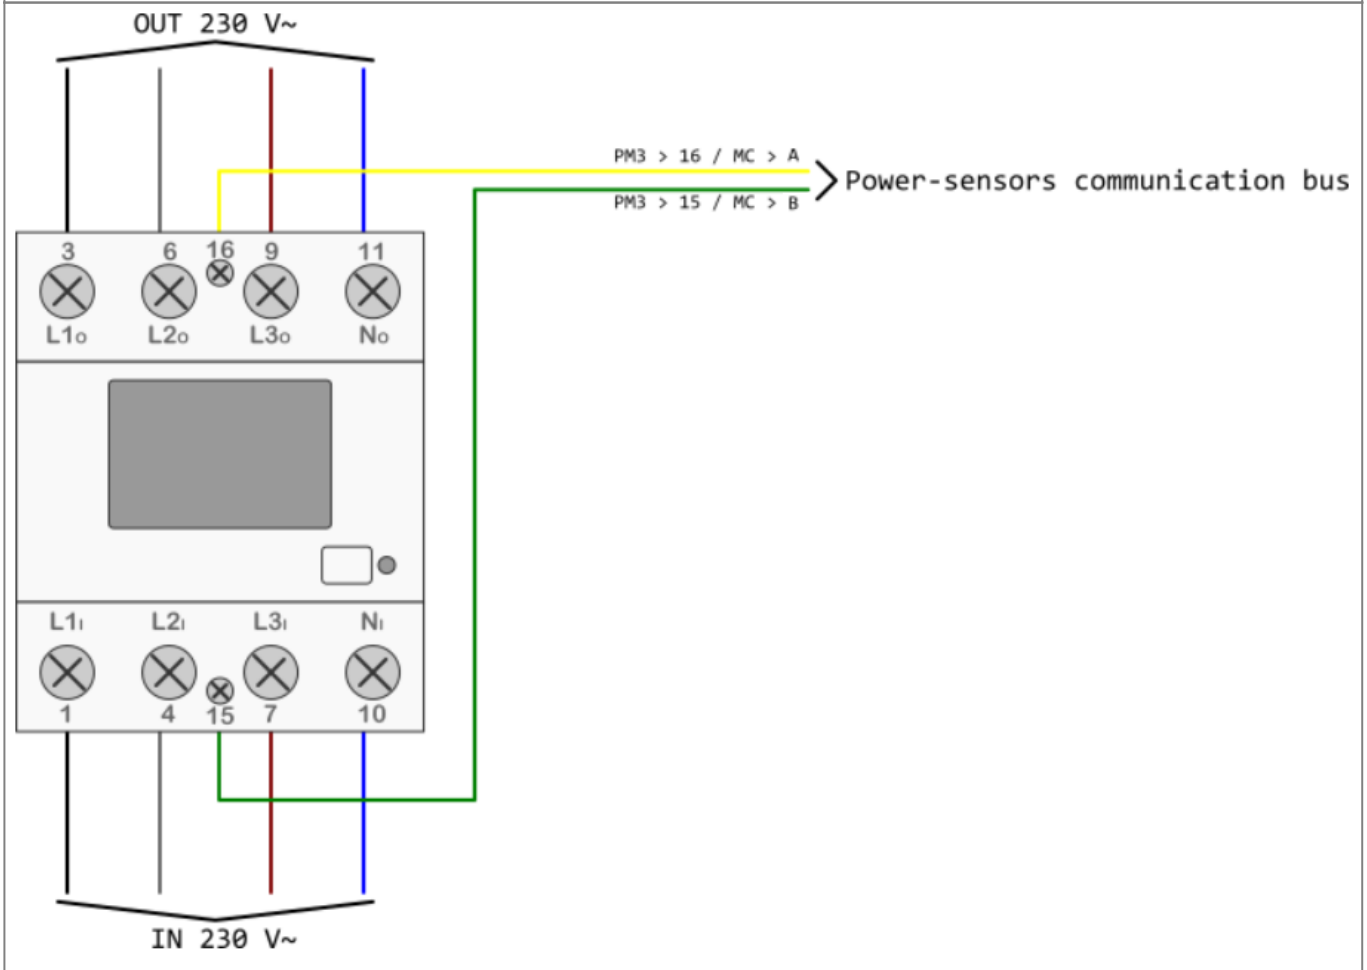 OUT 230 V~
PM3 > 16 / MC > A
Power-sensors communication bus
PM3 > 15 / MC > B
3 6 16 9 11
L1o L2o L3o No
L1I L2I L3I NI
1 4 15 7 10
IN 230 V~